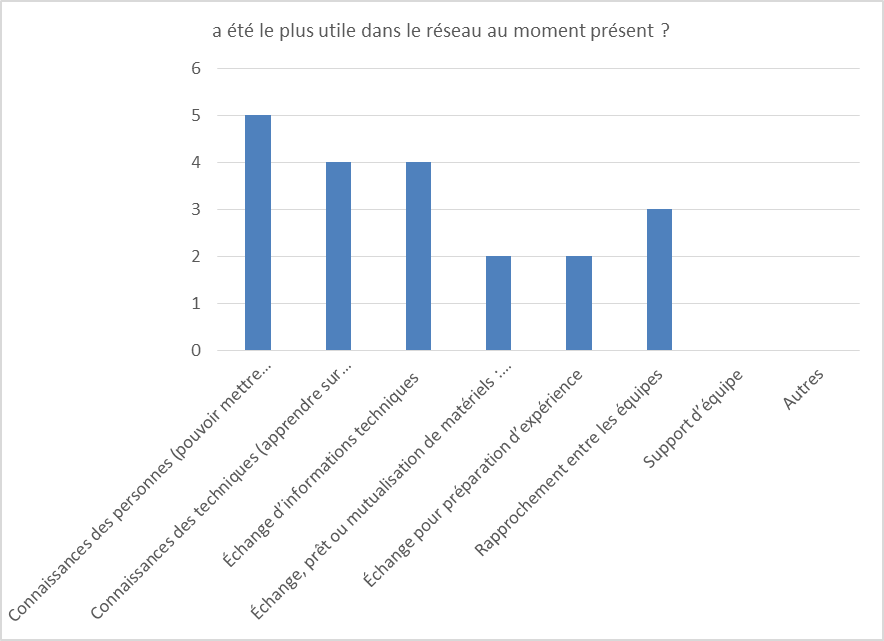 a été le plus utile dans le réseau au moment présent ?
6
5
4
3
2
1
0
Connaissances des personnes (pouvoir mettre…
Connaissances des techniques (apprendre sur…
Échange d’informations techniques
Échange, prêt ou mutualisation de matériels :…
Échange pour préparation d’expérience
Rapprochement entre les équipes
Support d’équipe
Autres